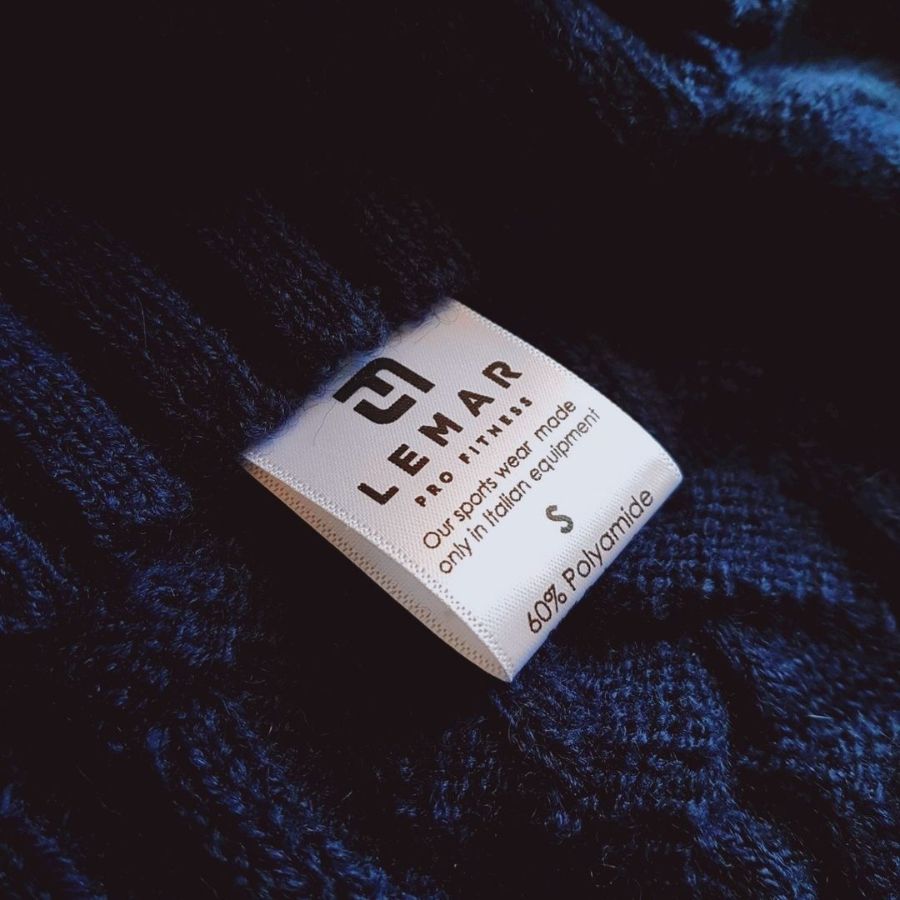 LEMAR
PRO FITNESS
Our sports wear made
only in Italian equipment
S
60% Polyamide